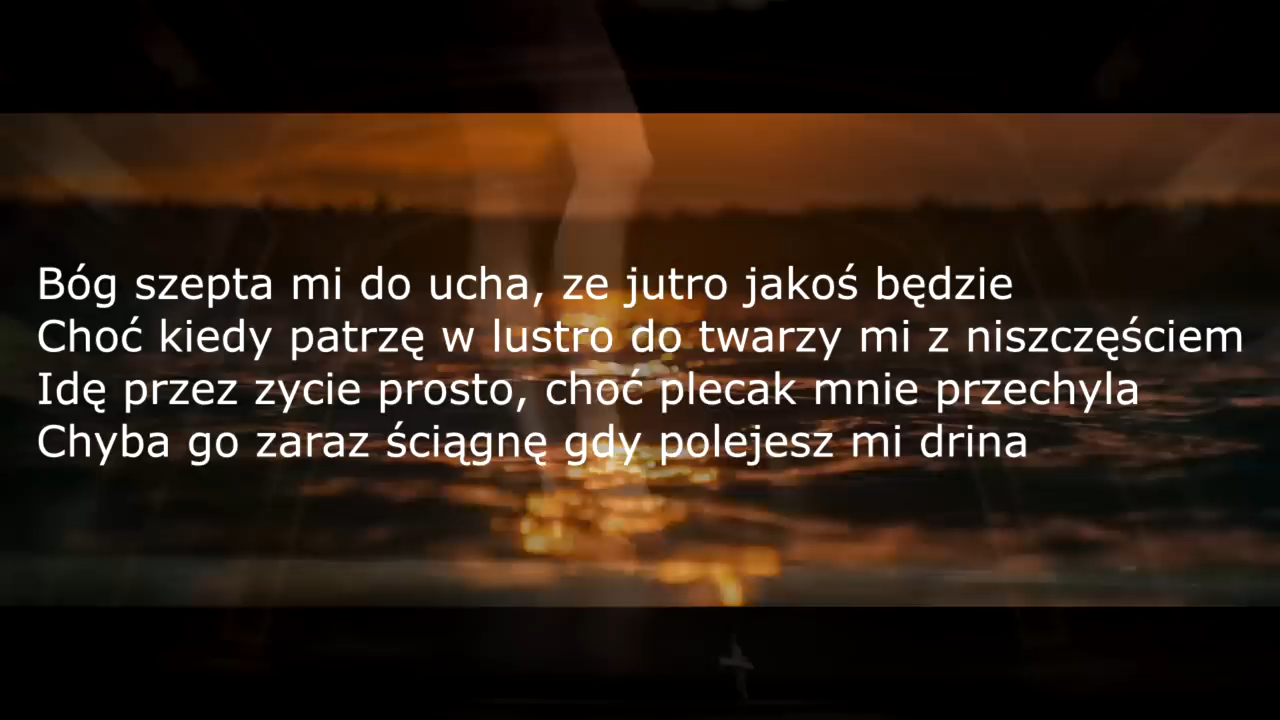 Bóg szepta mi do ucha, ze jutro jakoś będzie
Choć kiedy patrzę w lustro do twarzy mi z niszczęściem
Idę przez zycie prosto, choć plecak mnie przechyla
Chyba go zaraz ściągnę gdy polejesz mi drina